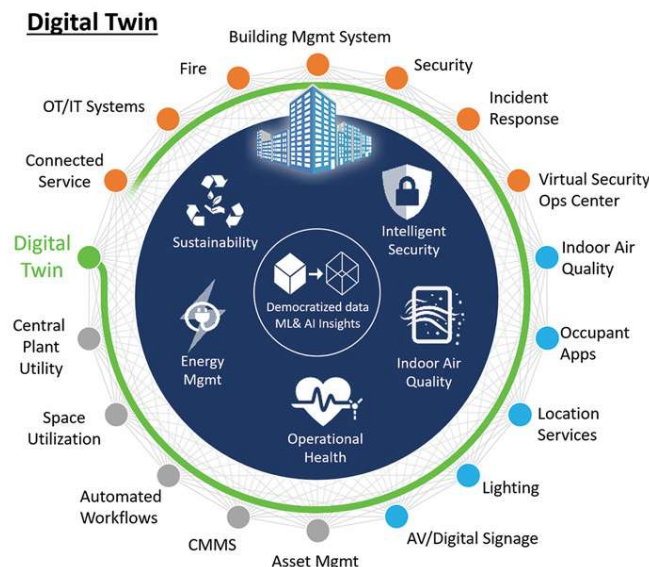 Digital Twin
Building Mgmt System
Fire
Security
OT/IT Systems
Incident
Response
Connected
Service
Virtual Security
Ops Center
Digital
Twin
Indoor Air
Quality
Central
Plant
Utility
Occupant
Apps
Space
Utilization
Location
Services
Automated
Workflows
Lighting
CMMS
AV/Digital Signage
Asset Mgmt
Sustainability
Intelligent
Security
Democratized data
ML& AI Insights
Energy
Mgmt
Indoor Air
Quality
Operational
Health